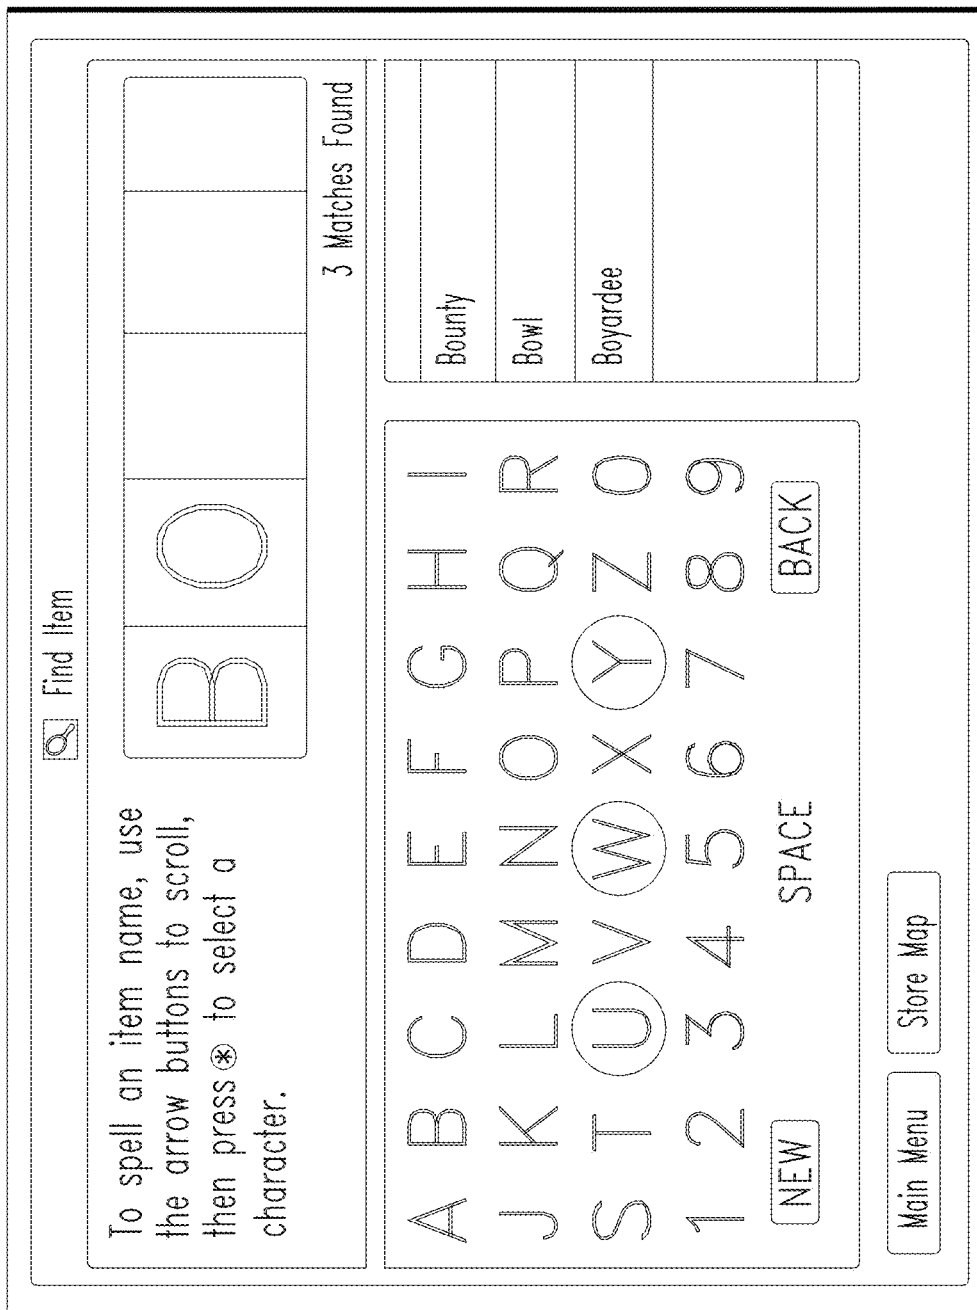 Find Item
To spell an item name, use
the arrow buttons to scroll,
then press ⊛ to select a
character.
B O
3 Matches Found
A B C D E F G H I
J K L M N O P Q R
S T U V W X Y Z 0
1 2 3 4 5 6 7 8 9
NEW SPACE BACK
Bounty
Bowl
Boyardee
Main Menu
Store Map